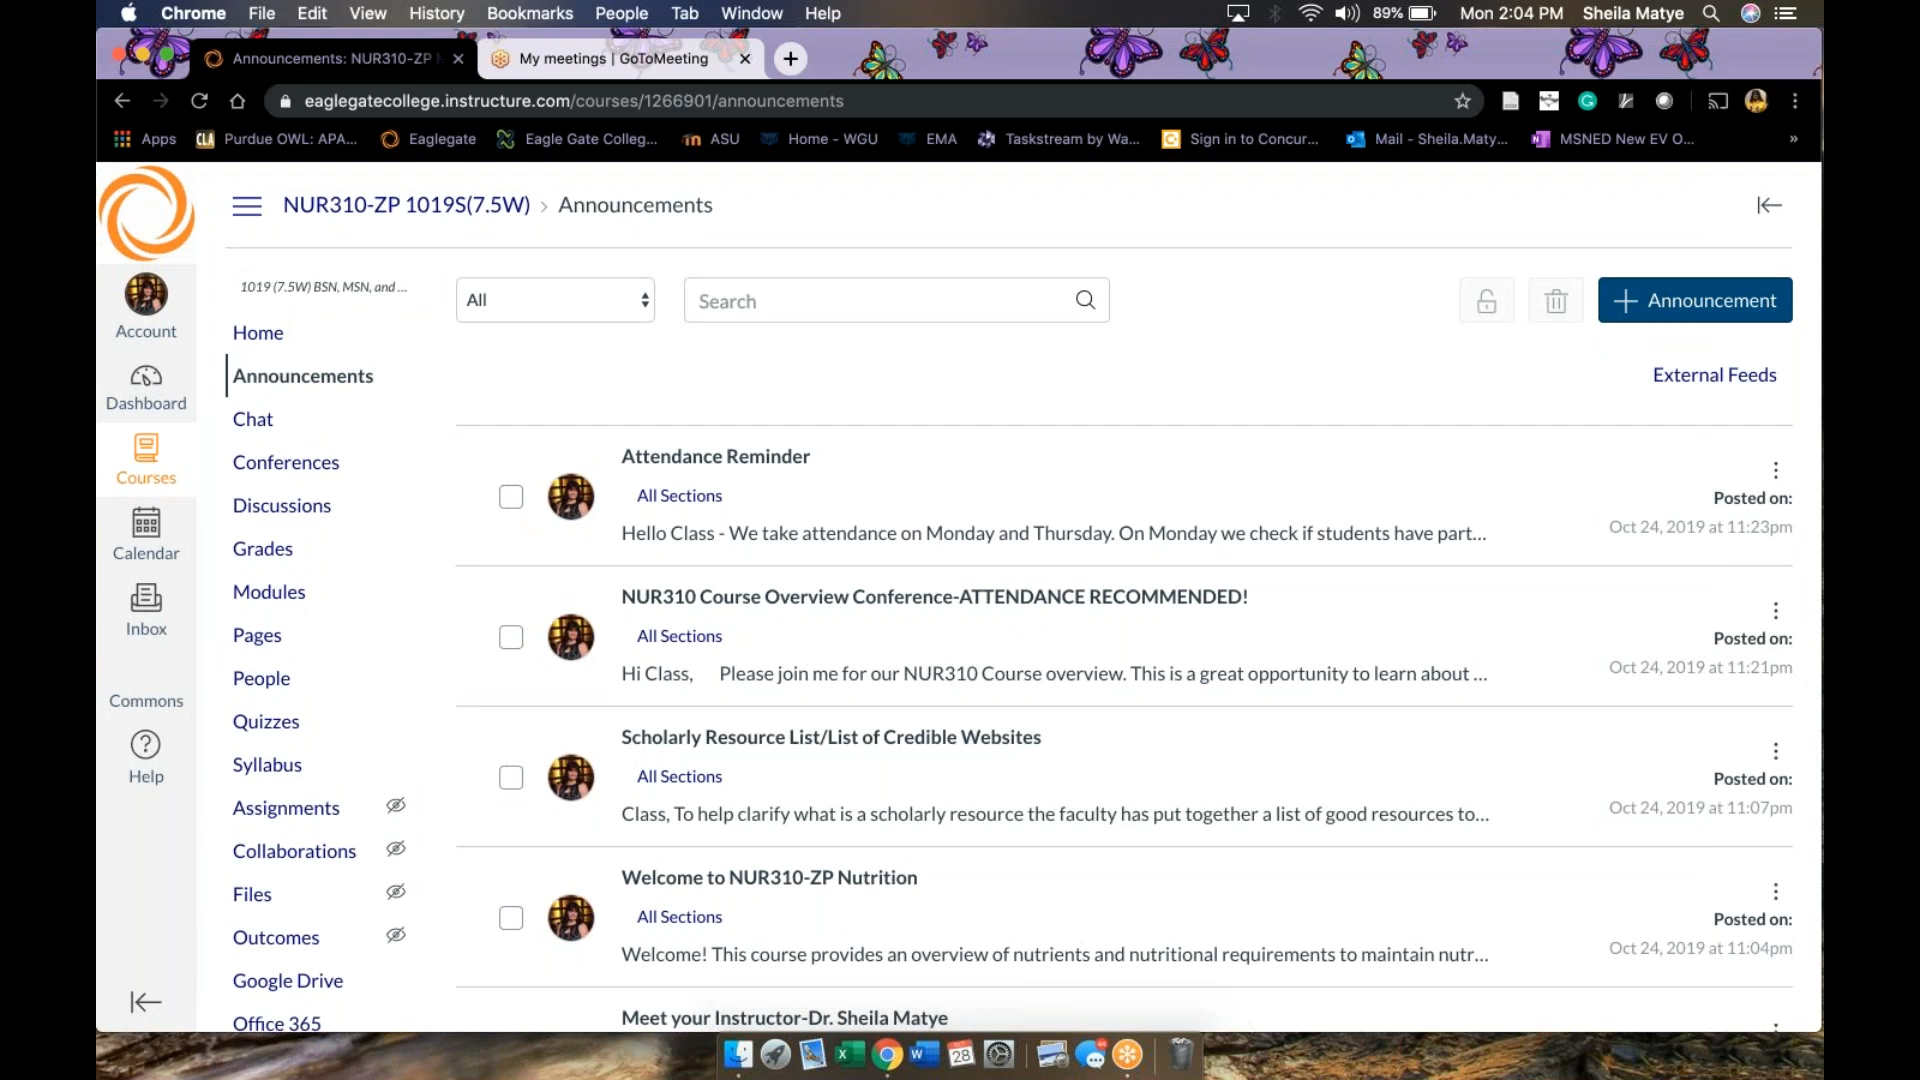 Chrome File Edit View History Bookmarks People Tab Window Help 89% Mon 2:04 PM Sheila Matye
Announcements: NUR310-ZP My meetings | GoToMeeting
eaglegatecollege.instructure.com/courses/1266901/announcements
Apps CLA Purdue OWL: APA... Eaglegate Eagle Gate Colleg... ASU Home - WGU EMA Taskstream by Wa... Sign in to Concur... Mail - Sheila.Maty... MSNED New EV O... »
NUR310-ZP 1019S(7.5W) › Announcements
Account
Dashboard
Courses
Calendar
Inbox
Commons
Help
1019 (7.5W) BSN, MSN, and ...
Home
Announcements
Chat
Conferences
Discussions
Grades
Modules
Pages
People
Quizzes
Syllabus
Assignments
Collaborations
Files
Outcomes
Google Drive
Office 365
All
Search
+ Announcement
External Feeds
Attendance Reminder
All Sections
Hello Class - We take attendance on Monday and Thursday. On Monday we check if students have part...
Posted on:
Oct 24, 2019 at 11:23pm
NUR310 Course Overview Conference-ATTENDANCE RECOMMENDED!
All Sections
Hi Class, Please join me for our NUR310 Course overview. This is a great opportunity to learn about ...
Posted on:
Oct 24, 2019 at 11:21pm
Scholarly Resource List/List of Credible Websites
All Sections
Class, To help clarify what is a scholarly resource the faculty has put together a list of good resources to...
Posted on:
Oct 24, 2019 at 11:07pm
Welcome to NUR310-ZP Nutrition
All Sections
Welcome! This course provides an overview of nutrients and nutritional requirements to maintain nutr...
Posted on:
Oct 24, 2019 at 11:04pm
Meet your Instructor-Dr. Sheila Matye
28